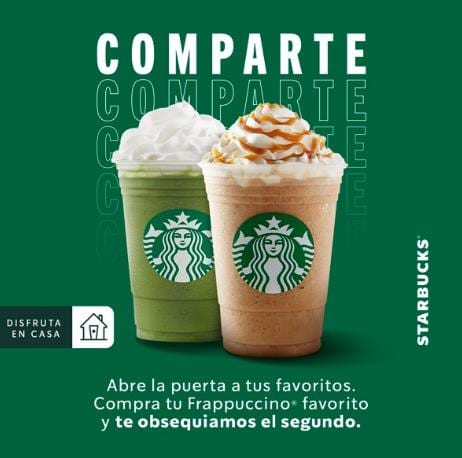 COMPARTE
COMPARTE
COMPARTE
COMPARTE
STARBUCKS®
DISFRUTA
EN CASA
Abre la puerta a tus favoritos.
Compra tu Frappuccino® favorito
y te obsequiamos el segundo.